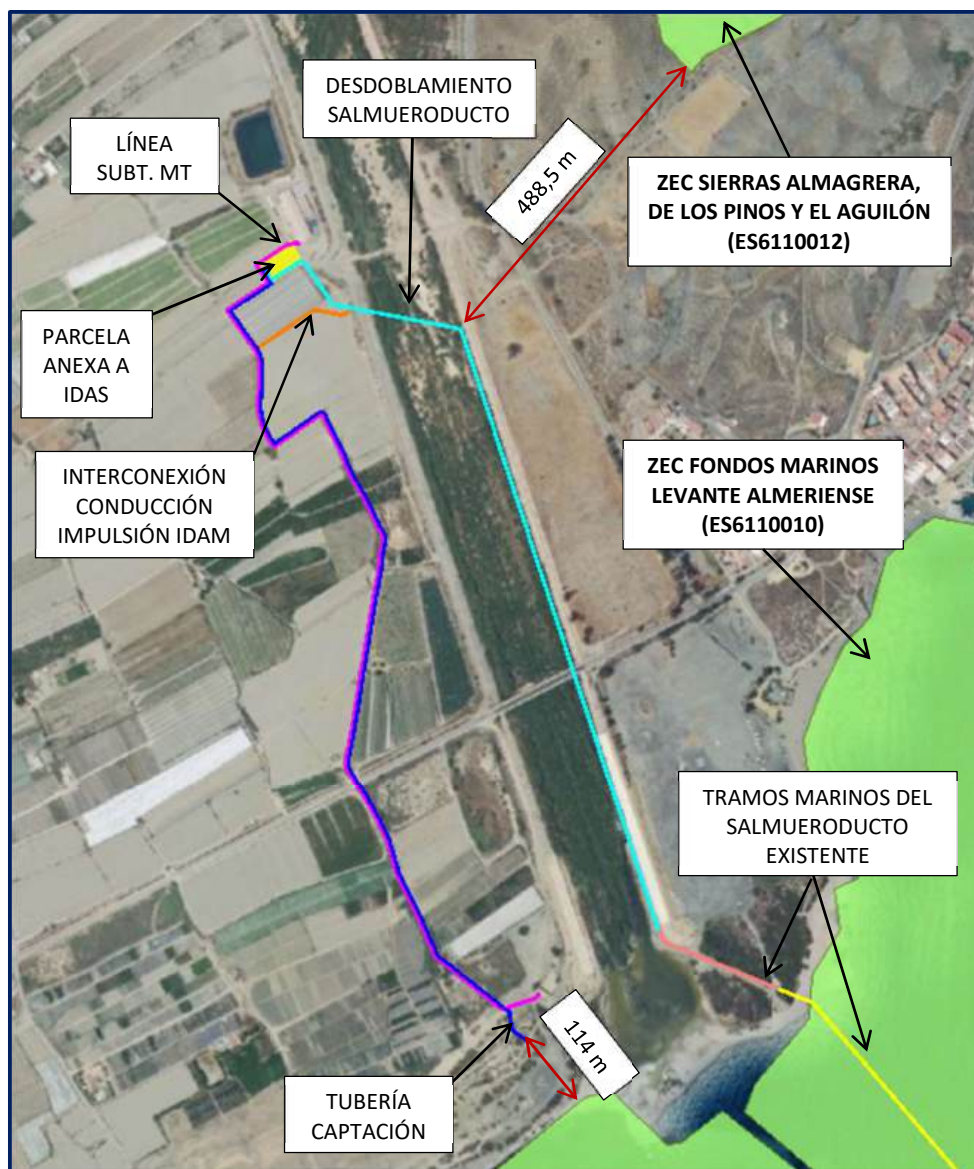 DESDOBLAMIENTO
SALMUERODUCTO
LÍNEA
SUBT. MT
488,5 m
ZEC SIERRAS ALMAGRERA,
DE LOS PINOS Y EL AGUILÓN
(ES6110012)
PARCELA
ANEXA A
IDAS
INTERCONEXIÓN
CONDUCCIÓN
IMPULSIÓN IDAM
ZEC FONDOS MARINOS
LEVANTE ALMERIENSE
(ES6110010)
TRAMOS MARINOS DEL
SALMUERODUCTO
EXISTENTE
114 m
TUBERÍA
CAPTACIÓN